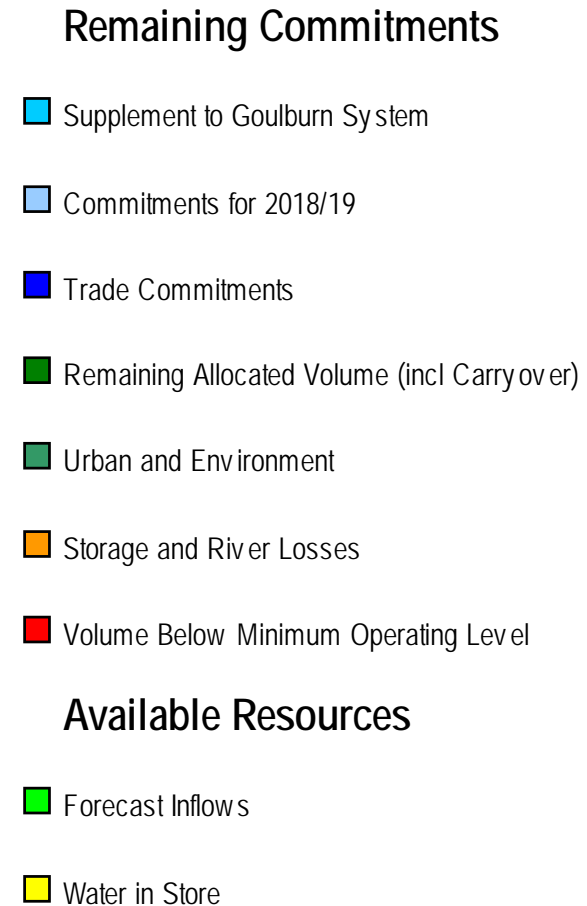 Remaining Commitments
Supplement to Goulburn System
Commitments for 2018/19
Trade Commitments
Remaining Allocated Volume (incl Carryover)
Urban and Environment
Storage and River Losses
Volume Below Minimum Operating Level
Available Resources
Forecast Inflows
Water in Store